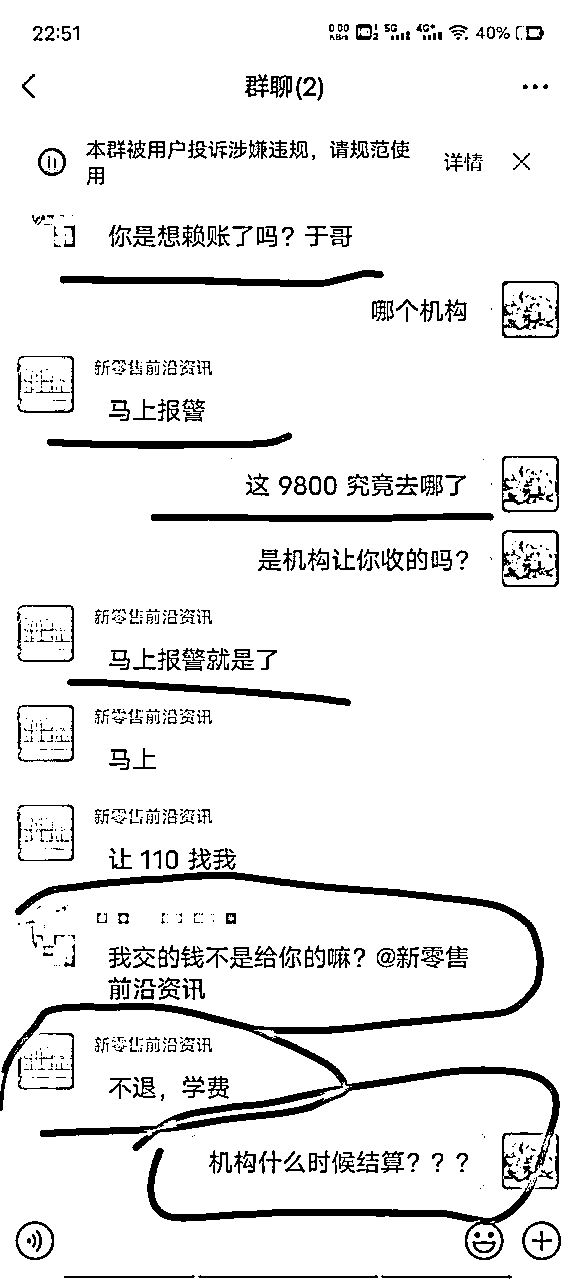 22:51
5G 4G+ 40%
群聊(2)
本群被用户投诉涉嫌违规，请规范使
用
详情
你是想赖账了吗？于哥
哪个机构
新零售前沿资讯
马上报警
这 9800 究竟去哪了
是机构让你收的吗？
新零售前沿资讯
马上报警就是了
新零售前沿资讯
马上
新零售前沿资讯
让 110 找我
我交的钱不是给你的嘛？@新零售
前沿资讯
新零售前沿资讯
不退，学费
机构什么时候结算？？？